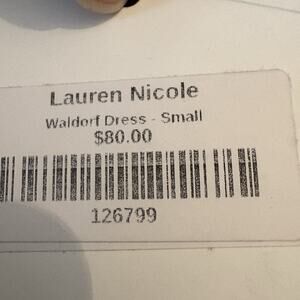 Lauren Nicole
Waldorf Dress - Small
$80.00
126799